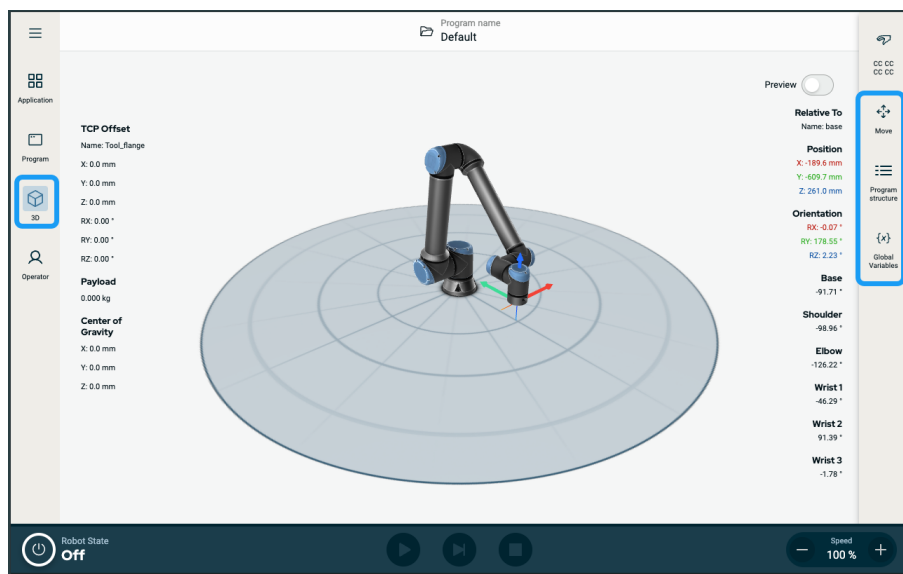 Program name
Default
CC CC
CC CC
Application
Program
3D
Operator
TCP Offset
Name: Tool_flange
X: 0.0 mm
Y: 0.0 mm
Z: 0.0 mm
RX: 0.00 °
RY: 0.00 °
RZ: 0.00 °
Payload
0.000 kg
Center of
Gravity
X: 0.0 mm
Y: 0.0 mm
Z: 0.0 mm
Preview
Relative To
Name: base
Position
X: -189.6 mm
Y: -609.7 mm
Z: 261.0 mm
Orientation
RX: -0.07 °
RY: 178.55 °
RZ: 2.23 °
Base
-91.71 °
Shoulder
-98.96 °
Elbow
-126.22 °
Wrist 1
-46.29 °
Wrist 2
91.39 °
Wrist 3
-1.78 °
Move
Program
structure
{x}
Global
Variables
Robot State
Off
Speed
100 %